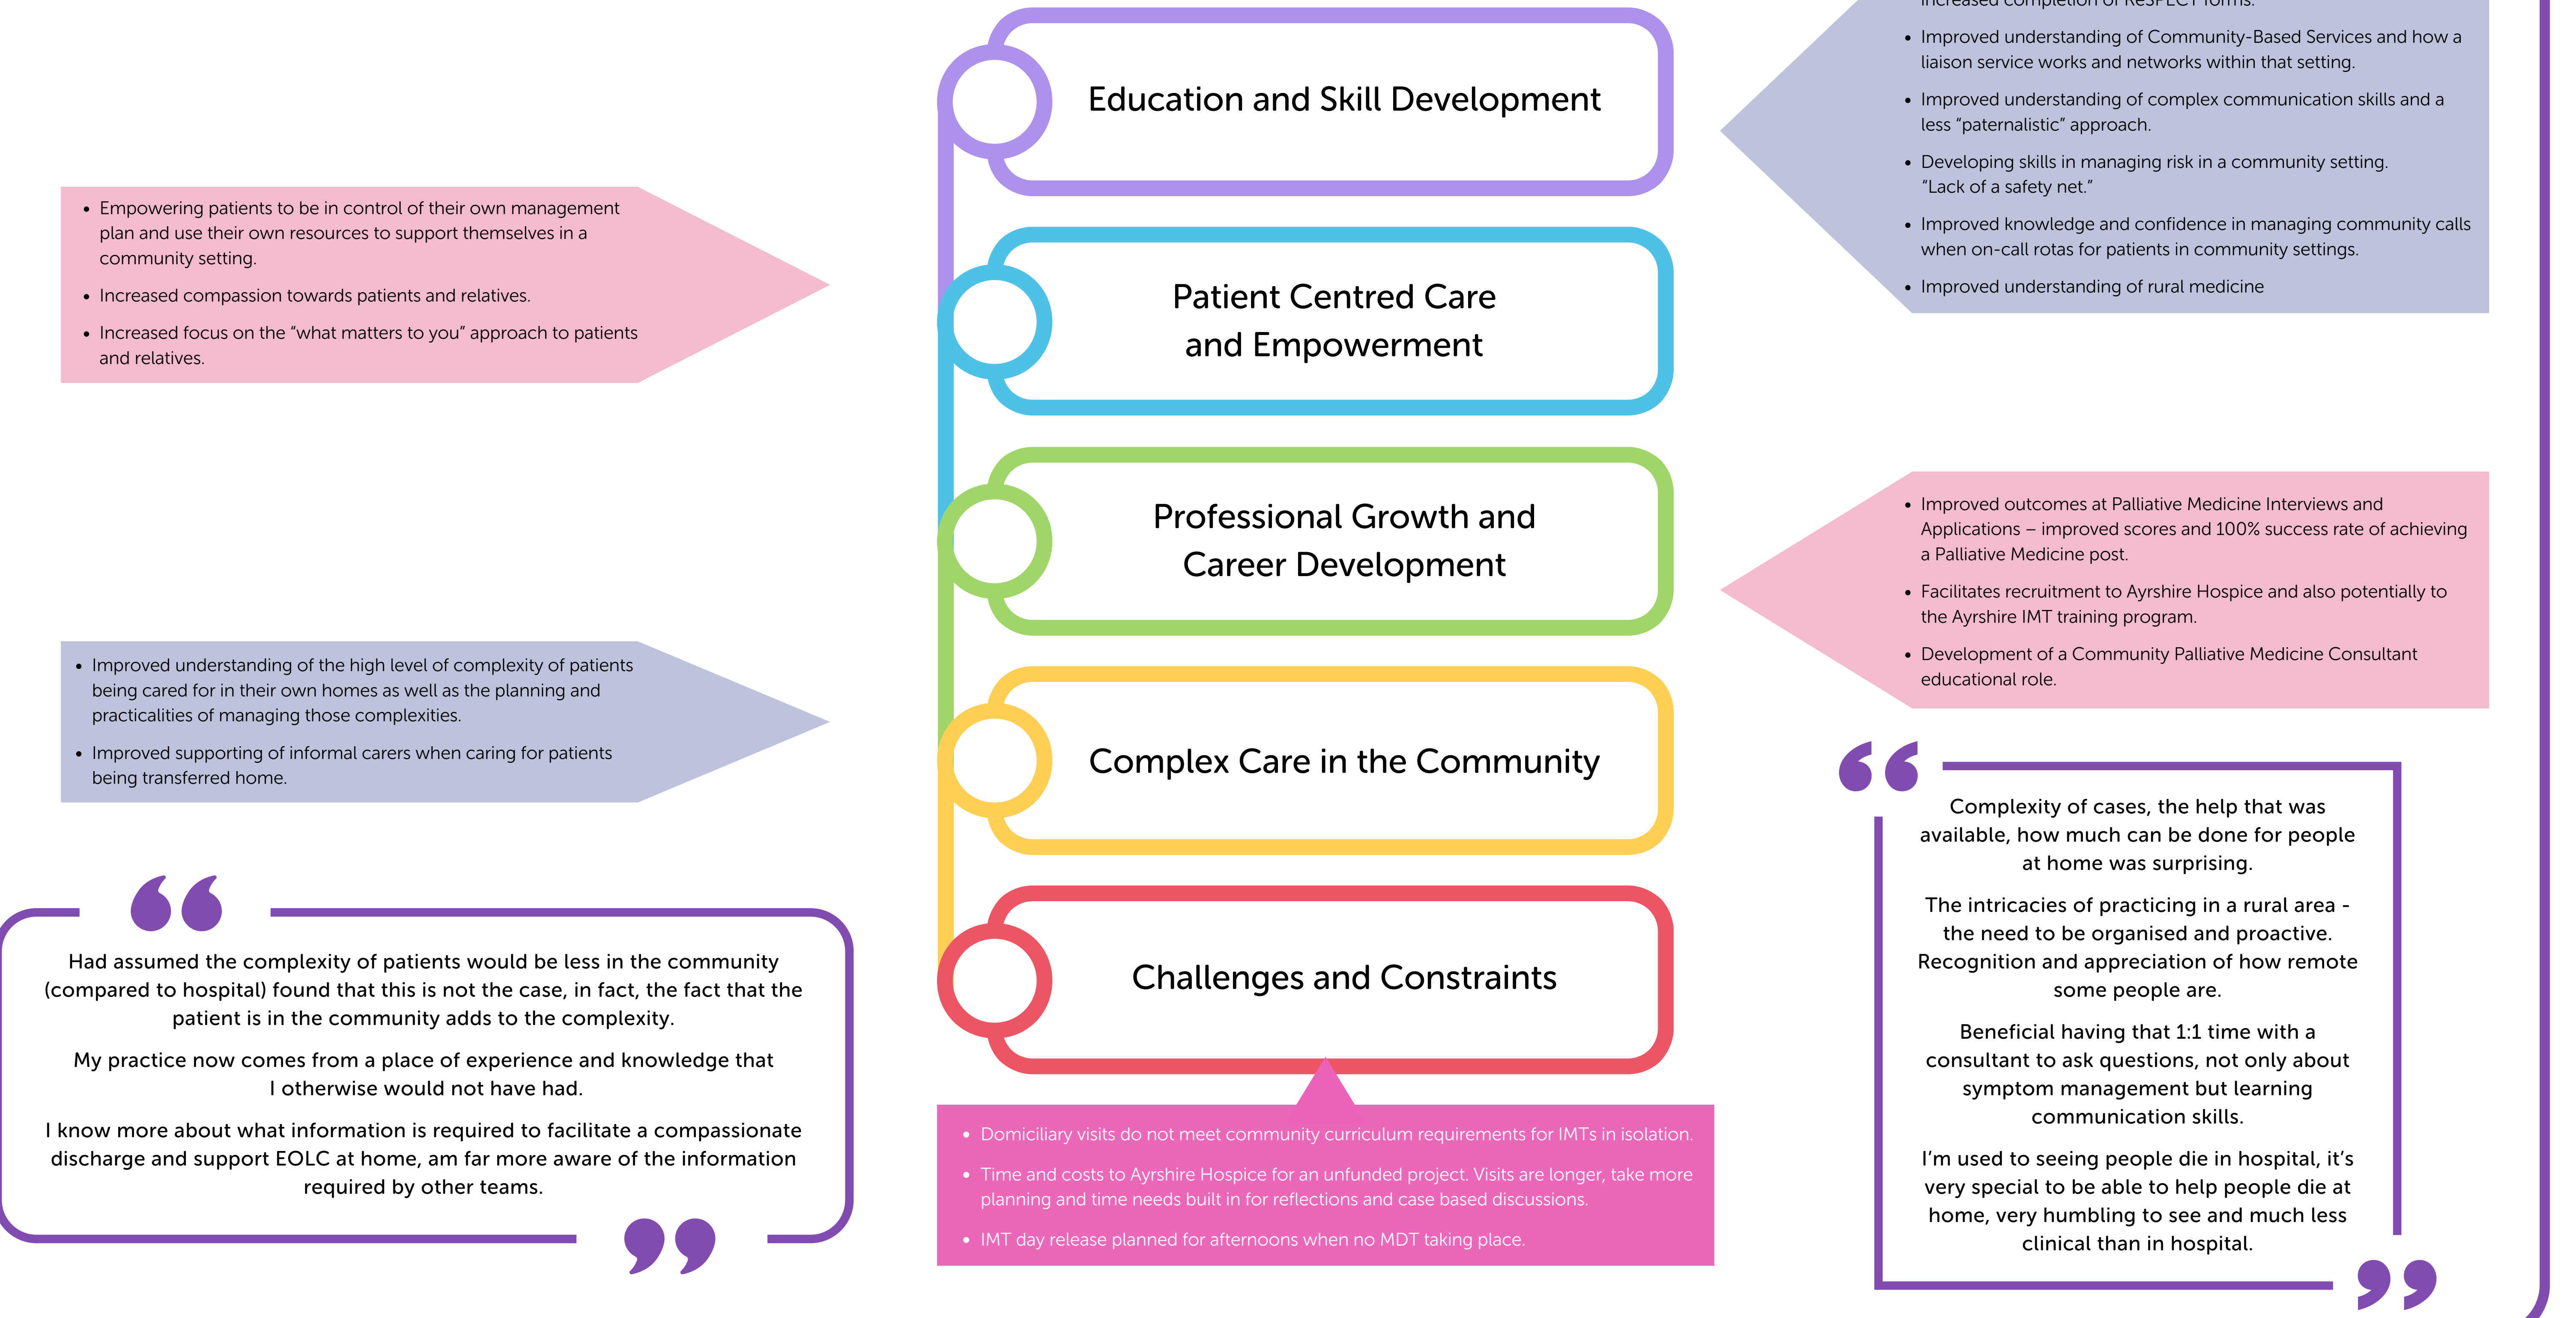 Education and Skill Development
increased completion of ReSPECT forms.
• Improved understanding of Community-Based Services and how a
liaison service works and networks within that setting.
• Improved understanding of complex communication skills and a
less “paternalistic” approach.
• Developing skills in managing risk in a community setting.
“Lack of a safety net.”
• Improved knowledge and confidence in managing community calls
when on-call rotas for patients in community settings.
• Improved understanding of rural medicine
• Empowering patients to be in control of their own management
plan and use their own resources to support themselves in a
community setting.
• Increased compassion towards patients and relatives.
• Increased focus on the “what matters to you” approach to patients
and relatives.
Patient Centred Care
and Empowerment
Professional Growth and
Career Development
• Improved outcomes at Palliative Medicine Interviews and
Applications – improved scores and 100% success rate of achieving
a Palliative Medicine post.
• Facilitates recruitment to Ayrshire Hospice and also potentially to
the Ayrshire IMT training program.
• Development of a Community Palliative Medicine Consultant
educational role.
• Improved understanding of the high level of complexity of patients
being cared for in their own homes as well as the planning and
practicalities of managing those complexities.
• Improved supporting of informal carers when caring for patients
being transferred home.
Complex Care in the Community
“
Had assumed the complexity of patients would be less in the community
(compared to hospital) found that this is not the case, in fact, the fact that the
patient is in the community adds to the complexity.
My practice now comes from a place of experience and knowledge that
I otherwise would not have had.
I know more about what information is required to facilitate a compassionate
discharge and support EOLC at home, am far more aware of the information
required by other teams.
”
Challenges and Constraints
• Domiciliary visits do not meet community curriculum requirements for IMTs in isolation.
• Time and costs to Ayrshire Hospice for an unfunded project. Visits are longer, take more
planning and time needs built in for reflections and case based discussions.
• IMT day release planned for afternoons when no MDT taking place.
“
Complexity of cases, the help that was
available, how much can be done for people
at home was surprising.
The intricacies of practicing in a rural area -
the need to be organised and proactive.
Recognition and appreciation of how remote
some people are.
Beneficial having that 1:1 time with a
consultant to ask questions, not only about
symptom management but learning
communication skills.
I’m used to seeing people die in hospital, it’s
very special to be able to help people die at
home, very humbling to see and much less
clinical than in hospital.
”